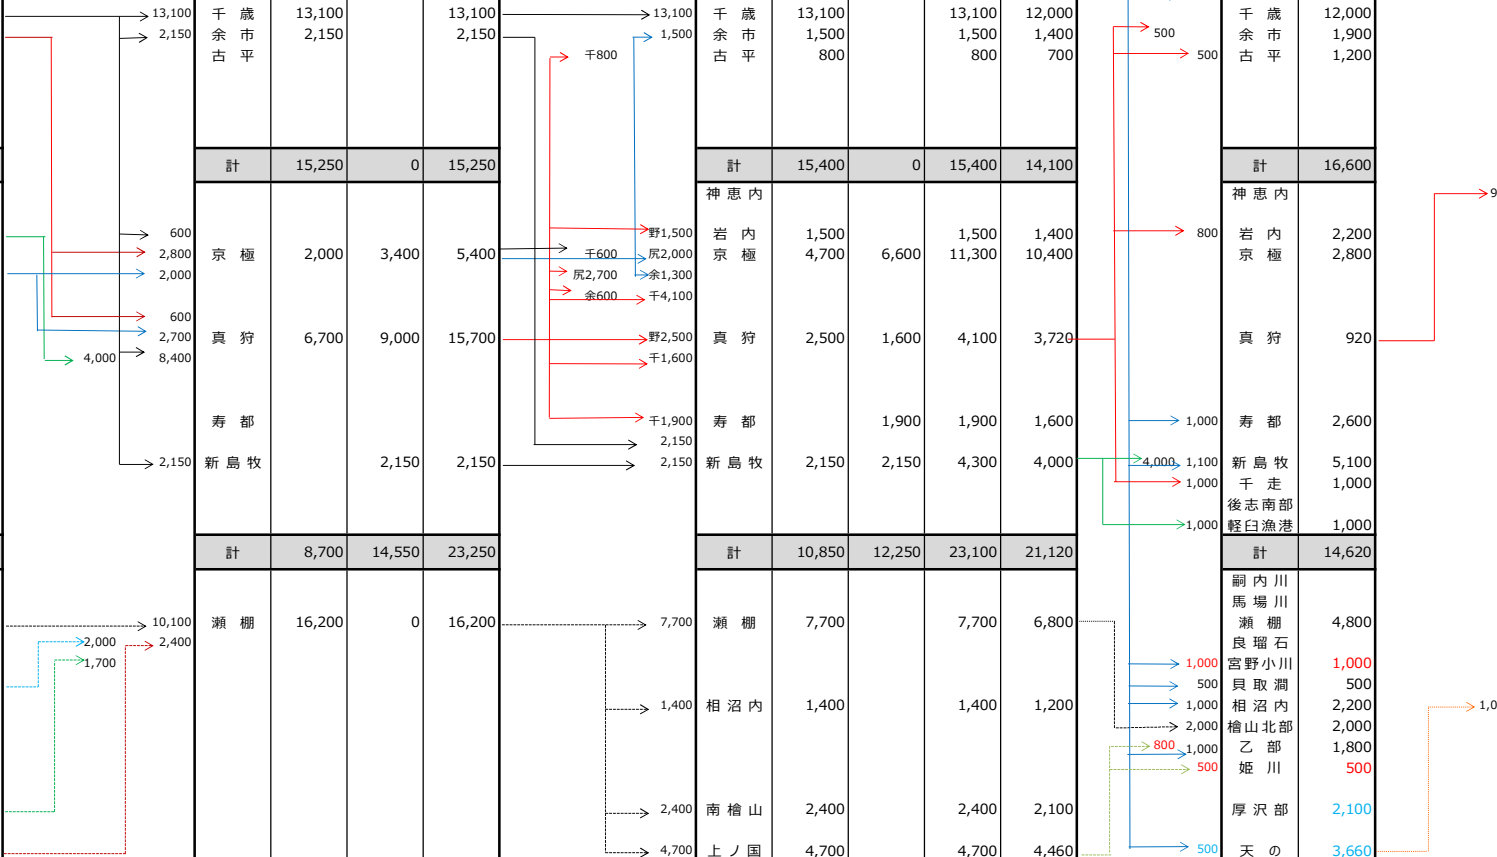 13,100 千歳 13,100 13,100 13,100 千歳 13,100 13,100 12,000 千歳 12,000
2,150 余市 2,150 2,150 1,500 余市 1,500 1,500 1,400 500 余市 1,900
古平 千800 古平 800 800 700 500 古平 1,200
計 15,250 0 15,250 計 15,400 0 15,400 14,100 計 16,600
神恵内 神恵内 9
600 野1,500 岩内 1,500 1,500 1,400 800 岩内 2,200
2,800 京極 2,000 3,400 5,400 千600 尻2,000 京極 4,700 6,600 11,300 10,400 京極 2,800
2,000 尻2,700 余1,300
余600 千4,100
600
2,700 真狩 6,700 9,000 15,700 野2,500 真狩 2,500 1,600 4,100 3,720 真狩 920
4,000 8,400 千1,600
寿都 千1,900 寿都 1,900 1,900 1,600 1,000 寿都 2,600
2,150
2,150 新島牧 2,150 2,150 2,150 新島牧 2,150 2,150 4,300 4,000 4,000 1,100 新島牧 5,100
1,000 千走 1,000
後志南部
1,000 軽臼漁港 1,000
計 8,700 14,550 23,250 計 10,850 12,250 23,100 21,120 計 14,620
嗣内川
馬場川
10,100 瀬棚 16,200 0 16,200 7,700 瀬棚 7,700 7,700 6,800 瀬棚 4,800
2,000 2,400 良瑠石
1,700 1,000 宮野小川 1,000
500 貝取澗 500
1,400 相沼内 1,400 1,400 1,200 1,000 相沼内 2,200 1,0
2,000 檜山北部 2,000
800 1,000 乙部 1,800
500 姫川 500
2,400 南檜山 2,400 2,400 2,100 厚沢部 2,100
4,700 上ノ国 4,700 4,700 4,460 500 天の 3,660